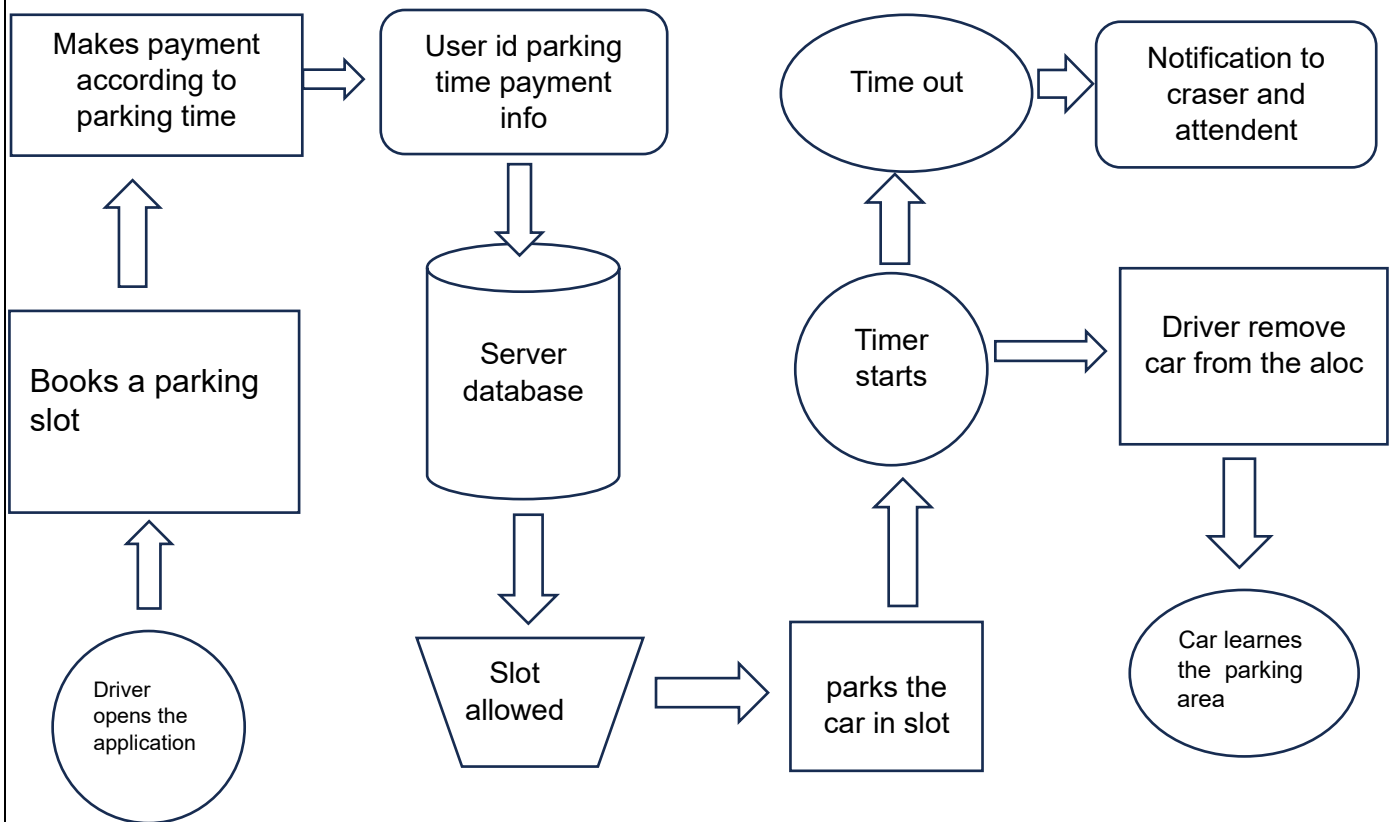 Makes payment
according to
parking time
User id parking
time payment
info
Time out
Notification to
craser and
attendent
Books a parking
slot
Server
database
Timer
starts
Driver remove
car from the aloc
Driver
opens the
application
Slot
allowed
parks the
car in slot
Car learnes
the parking
area